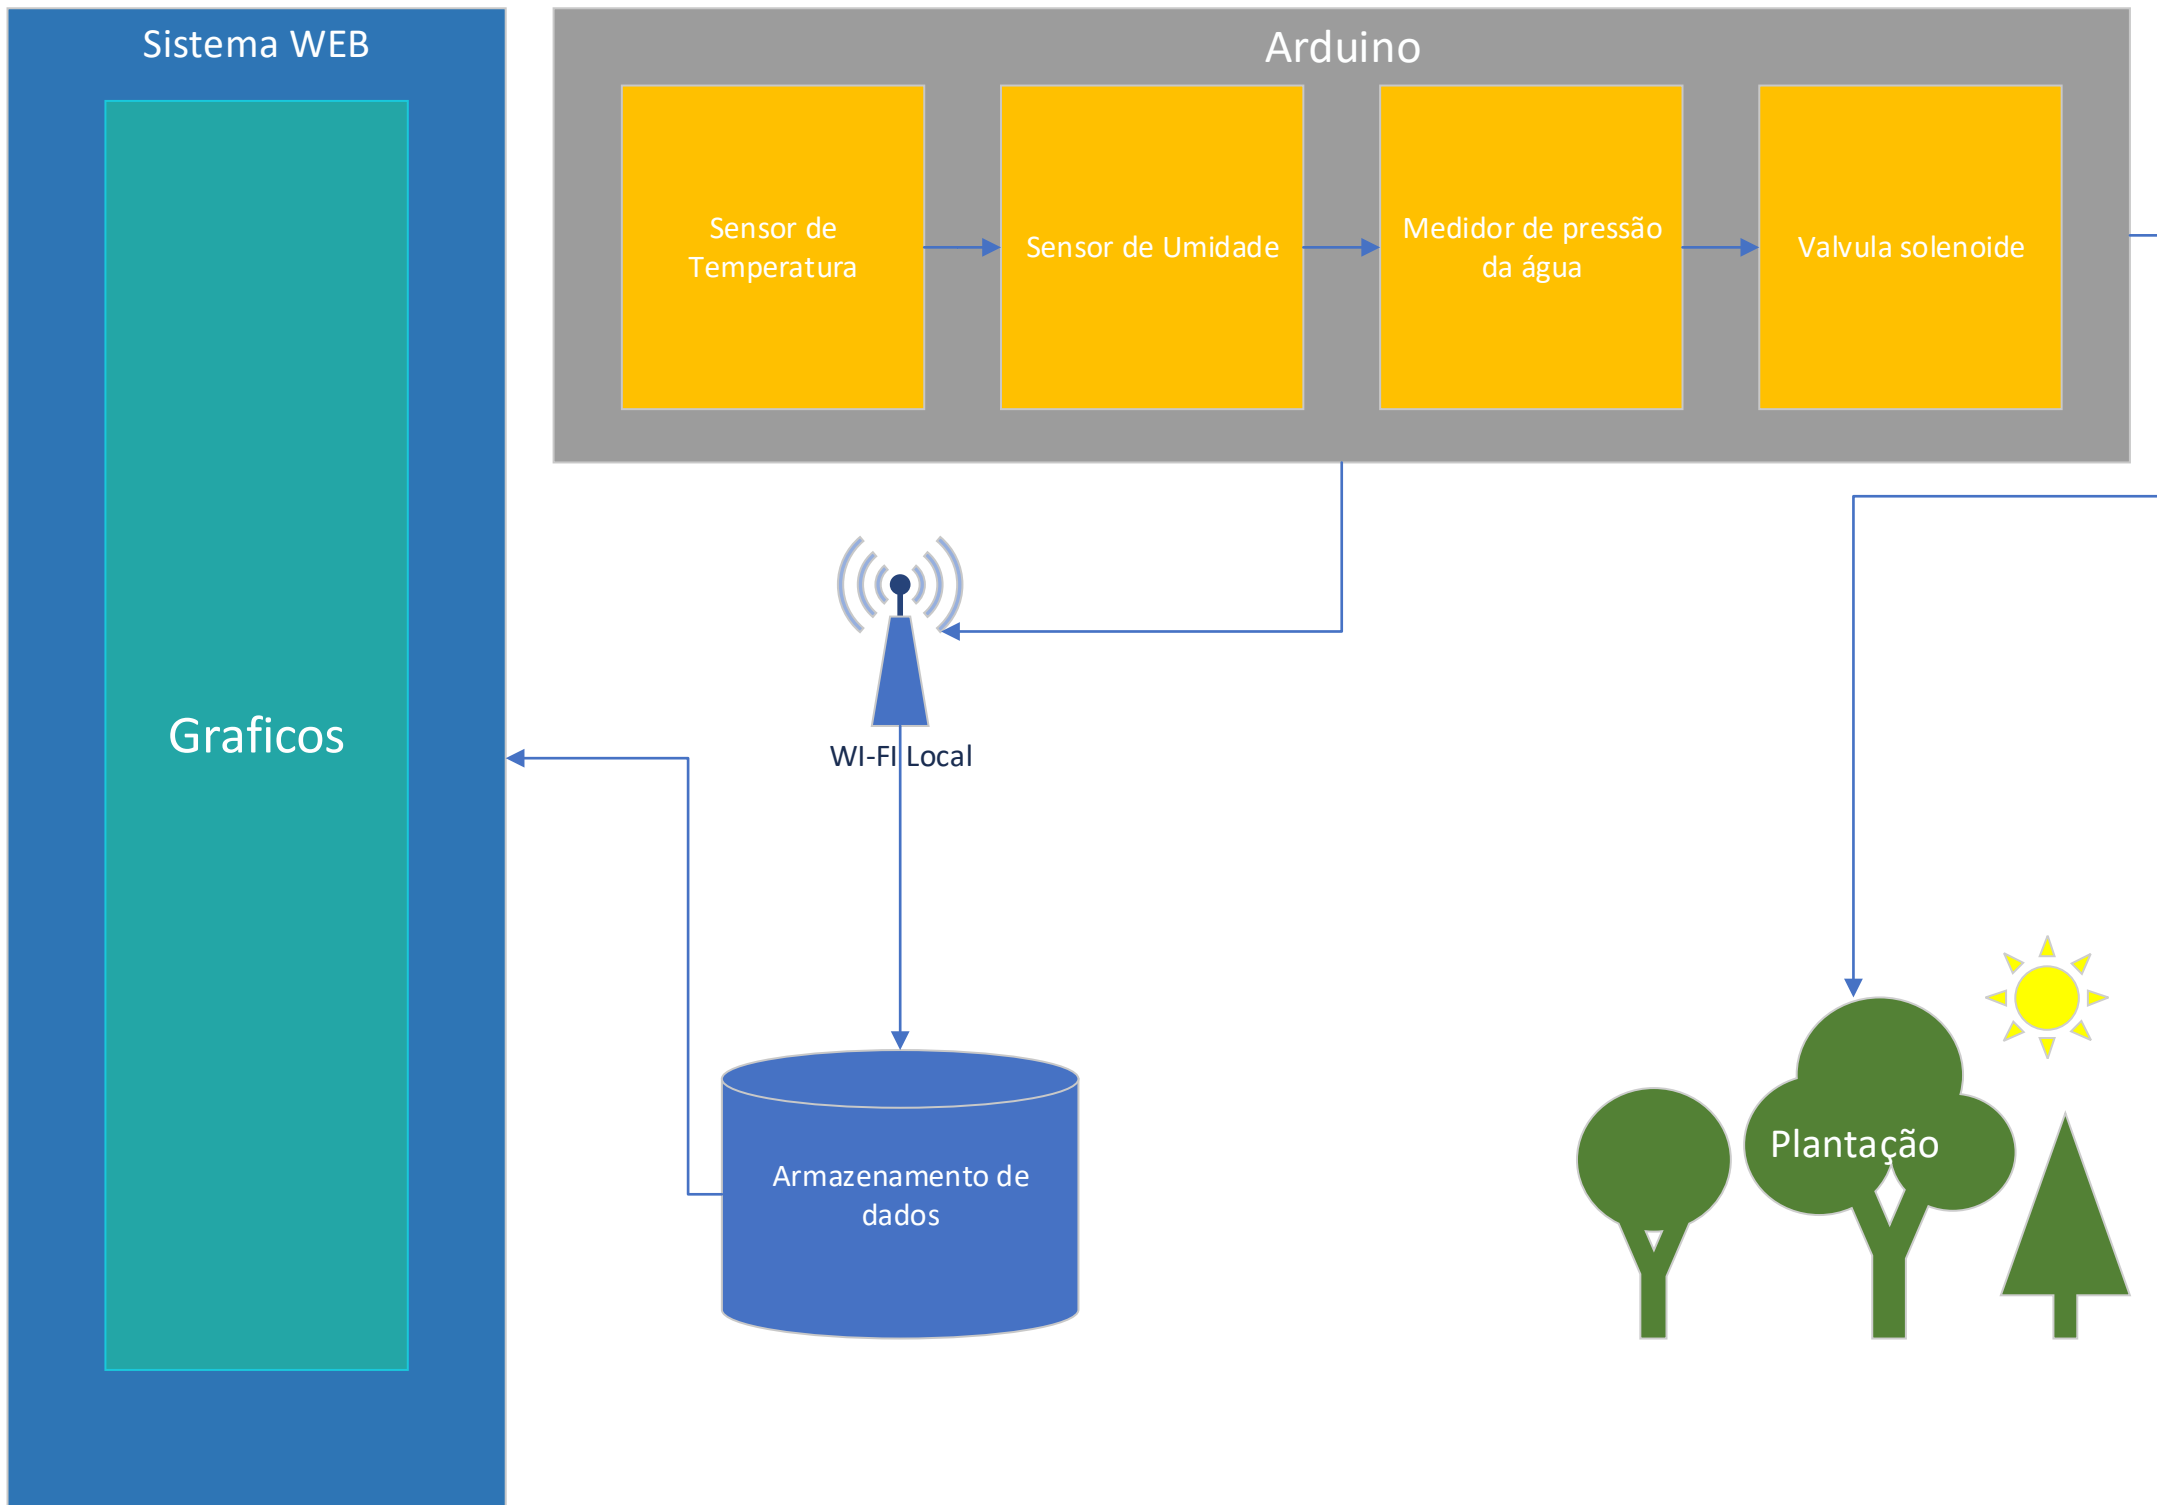 Sistema WEB
Graficos
Arduino
Sensor de
Temperatura
Sensor de Umidade
Medidor de pressão
da água
Valvula solenoide
WI-FI Local
Armazenamento de
dados
Plantação